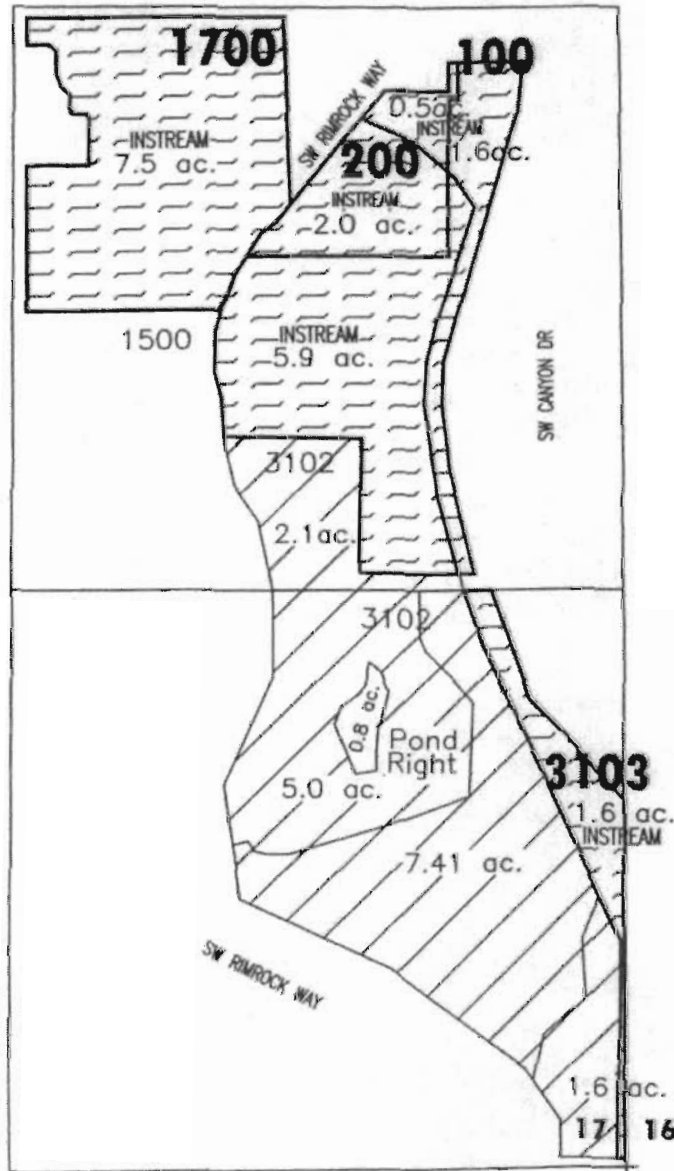 1700
100
SW RIMROCK WAY
0.5ac.
INSTREAM
1.6ac.
INSTREAM
7.5 ac.
200
INSTREAM
2.0 ac.
1500
INSTREAM
5.9 ac.
SW CANYON DR
3102
2.1ac.
3102
0.8 ac.
Pond
Right
5.0 ac.
3103
1.6 ac.
INSTREAM
7.41 ac.
SW RIMROCK WAY
1.6 ac.
17 16